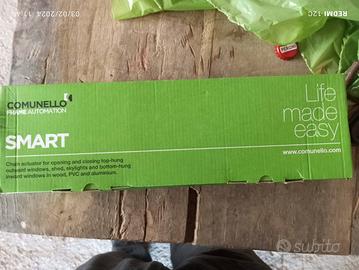 03/02/2024 11:4
REDMI 12C
COMUNELLO
FRAME AUTOMATION
SMART
Chain actuator for opening and closing top-hung
outward windows, shed, skylights and bottom-hung
inward windows in wood, PVC and aluminium.
Life
made
easy
www.comunello.com
subito